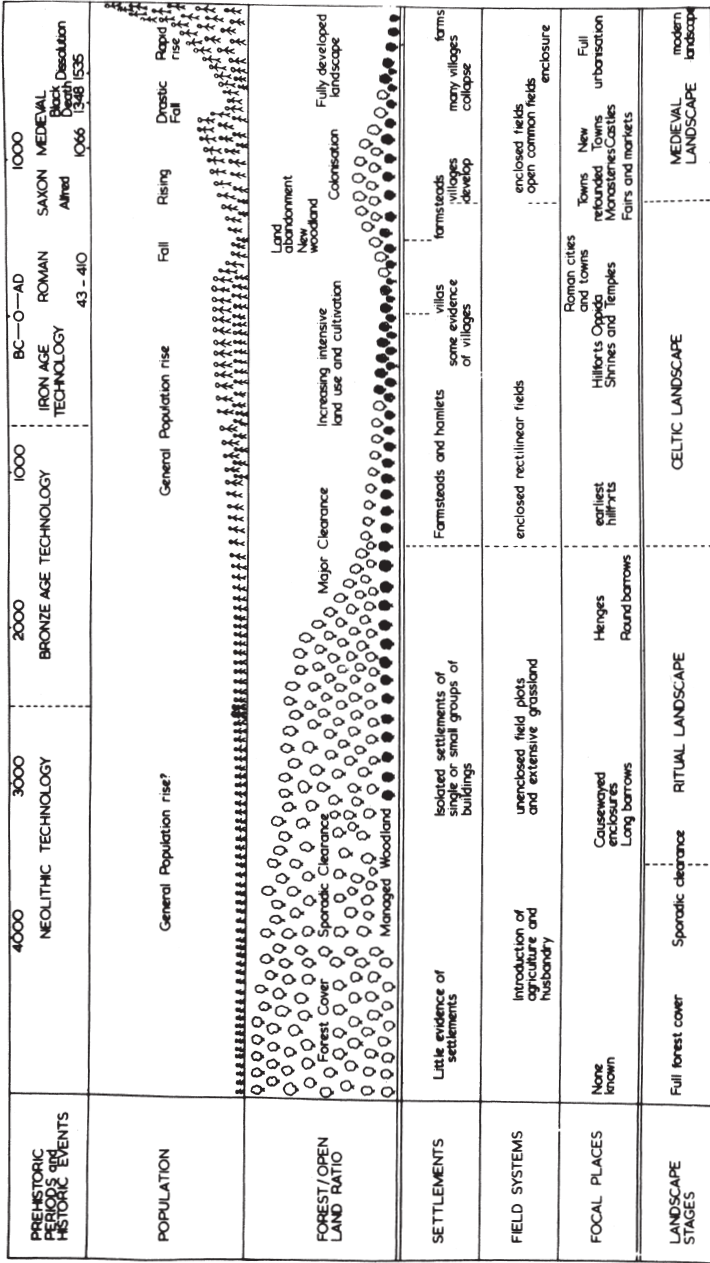 PREHISTORIC
PERIODS and
HISTORIC EVENTS
4000
3000
2000
1000
BC—O—AD
1000
NEOLITHIC TECHNOLOGY
BRONZE AGE TECHNOLOGY
IRON AGE
TECHNOLOGY
ROMAN
43 - 410
SAXON
Alfred
MEDIEVAL
1066
Black
Death
1348
Dissolution
1535
POPULATION
General Population rise?
General Population rise
Fall
Rising
Drastic
Fall
Rapid
rise
FOREST/OPEN
LAND RATIO
Forest Cover
Sporadic Clearance
Managed Woodland
Major Clearance
Increasing intensive
land use and cultivation
Land
abandonment
New
woodland
Colonisation
Fully developed
landscape
SETTLEMENTS
Little evidence of
settlements
Isolated settlements of
single or small groups of
buildings
Farmsteads and hamlets
villas
some evidence
of villages
farmsteads
villages
develop
many villages
collapse
farms
FIELD SYSTEMS
Introduction of
agriculture and
husbandry
unenclosed field plots
and extensive grassland
enclosed rectilinear fields
enclosed fields
open common fields
enclosure
FOCAL PLACES
None
known
Causewayed
enclosures
Long barrows
Henges
Round barrows
earliest
hillforts
Hillforts Oppida
Shrines and Temples
Roman cities
and towns
Towns
refounded
Monasteries
Fairs and markets
New
Towns
Castles
Full
urbanisation
LANDSCAPE
STAGES
Full forest cover
Sporadic clearance
RITUAL LANDSCAPE
CELTIC LANDSCAPE
MEDIEVAL
LANDSCAPE
modern
landscape